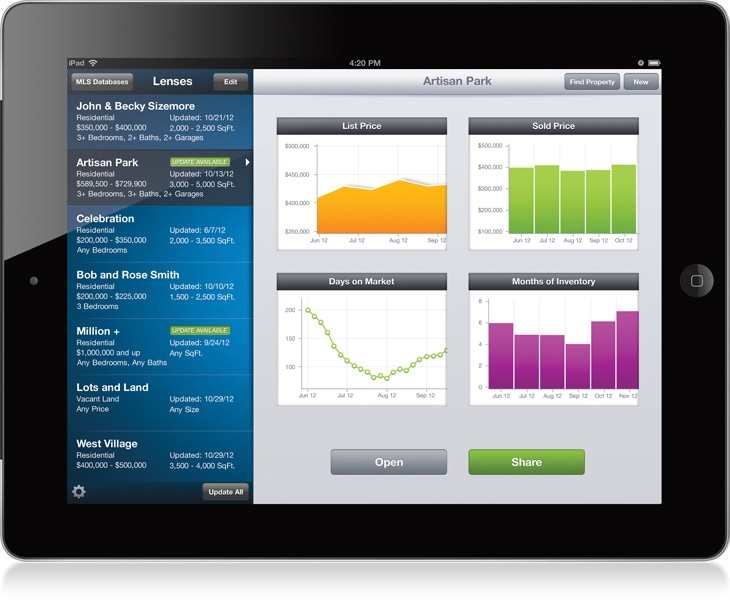 iPad
4:20 PM
MLS Databases
Lenses
Edit
Artisan Park
Find Property
New
John & Becky Sizemore
Residential Updated: 10/21/12
$350,000 - $400,000 2,000 - 2,500 SqFt.
3+ Bedrooms, 2+ Baths, 2+ Garages
Artisan Park UPDATE AVAILABLE
Residential Updated: 10/13/12
$589,500 - $729,900 3,000 - 5,000 SqFt.
3+ Bedrooms, 3+ Baths, 2+ Garages
Celebration
Residential Updated: 6/7/12
$200,000 - $350,000 2,000 - 3,500 SqFt.
Any Bedrooms
Bob and Rose Smith
Residential Updated: 10/10/12
$200,000 - $225,000 1,500 - 2,500 SqFt.
3 Bedrooms
Million + UPDATE AVAILABLE
Residential Updated: 9/24/12
$1,000,000 and up Any SqFt.
Any Bedrooms, Any Baths
Lots and Land
Vacant Land Updated: 10/29/12
Any Price Any Size
West Village
Residential Updated: 10/29/12
$400,000 - $500,000 3,500 - 4,000 SqFt.
Update All
List Price
$500,000
$450,000
$400,000
$350,000
Jun 12 Jul 12 Aug 12 Sep 12
Sold Price
$500,000
$400,000
$300,000
$200,000
$100,000
Jun 12 Jul 12 Aug 12 Sep 12 Oct 12
Days on Market
200
150
100
Jun 12 Jul 12 Aug 12 Sep 12
Months of Inventory
8
6
4
2
0
Jun 12 Jul 12 Aug 12 Sep 12 Oct 12 Nov 12
Open
Share